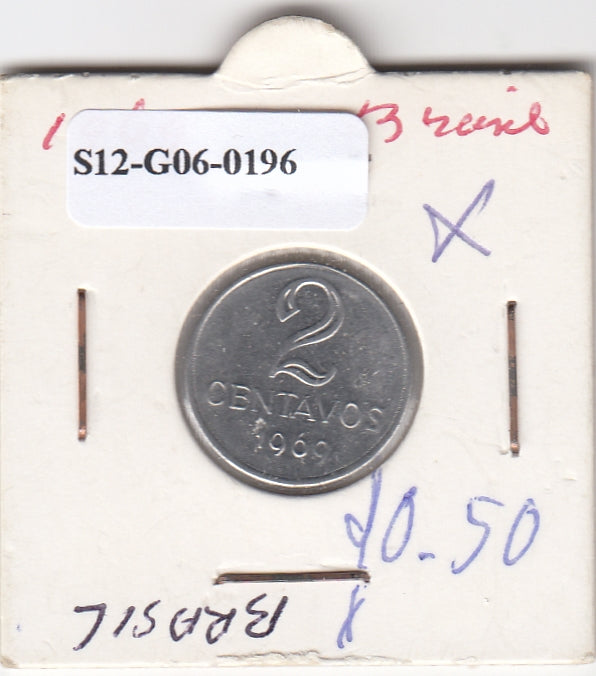 Brasil
S12-G06-0196
2
CENTAVOS
1969
0.50
BRASIL